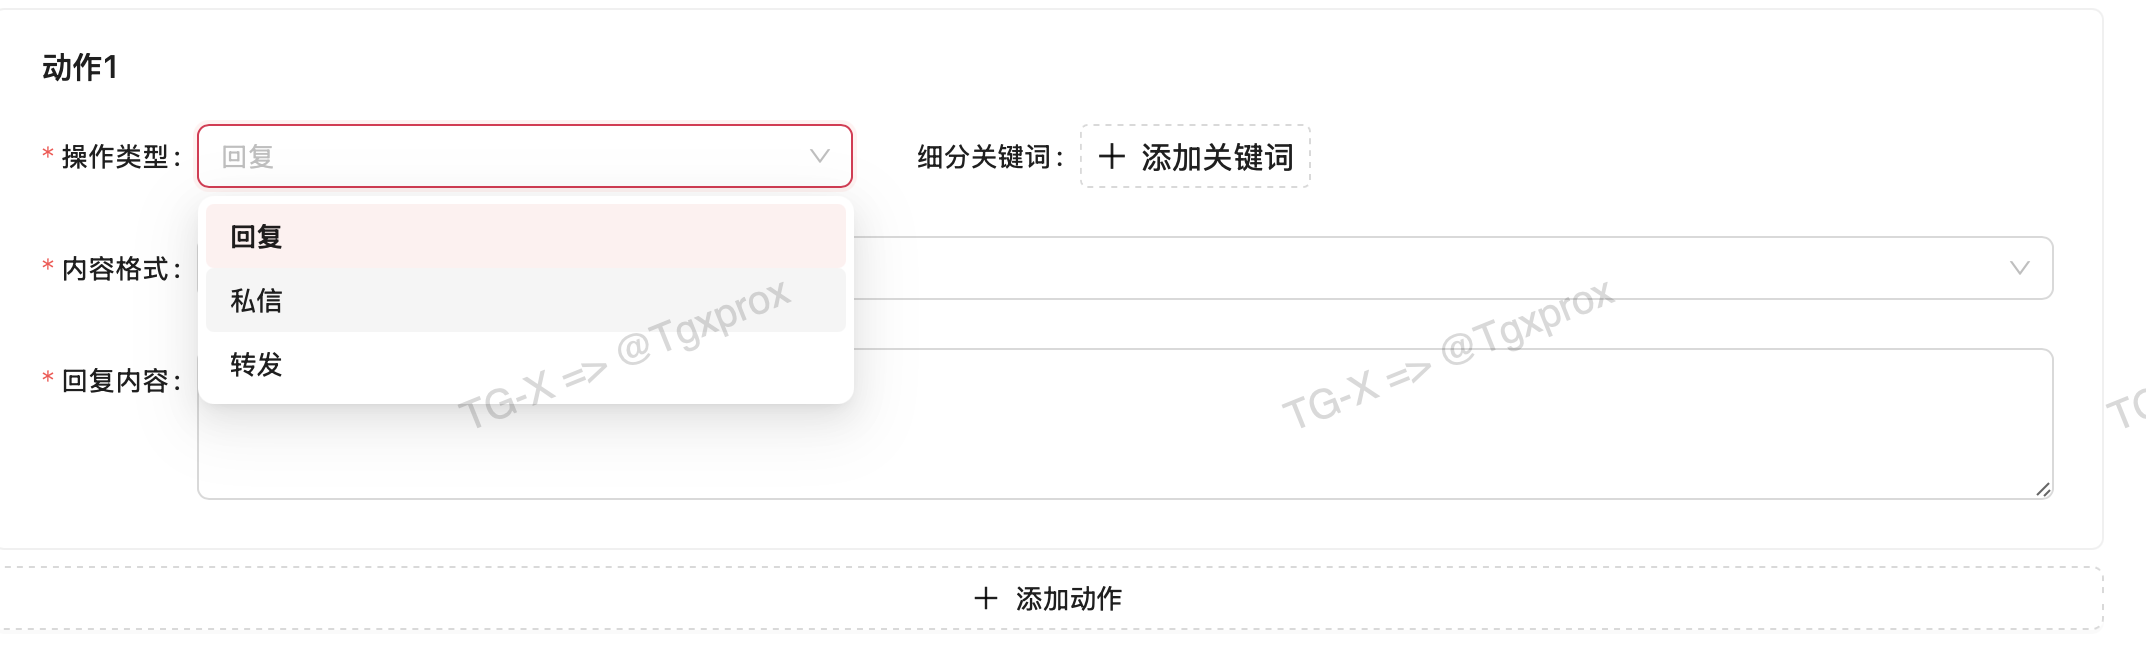 动作1
* 操作类型: 回复
细分关键词: + 添加关键词
回复
* 内容格式:
私信
转发
* 回复内容:
TG-X => @Tgxprox
TG-X => @Tgxprox
TG
+ 添加动作